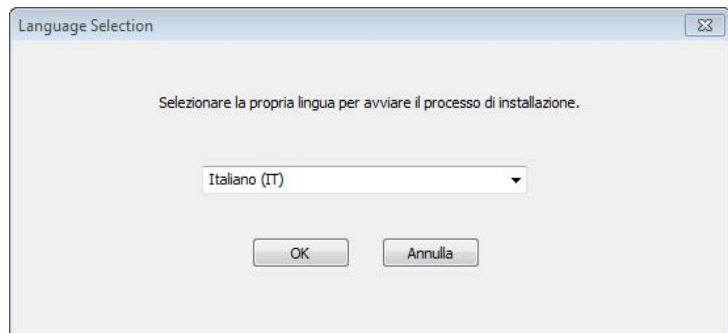 Language Selection
Selezionare la propria lingua per avviare il processo di installazione.
Italiano (IT)
OK
Annulla